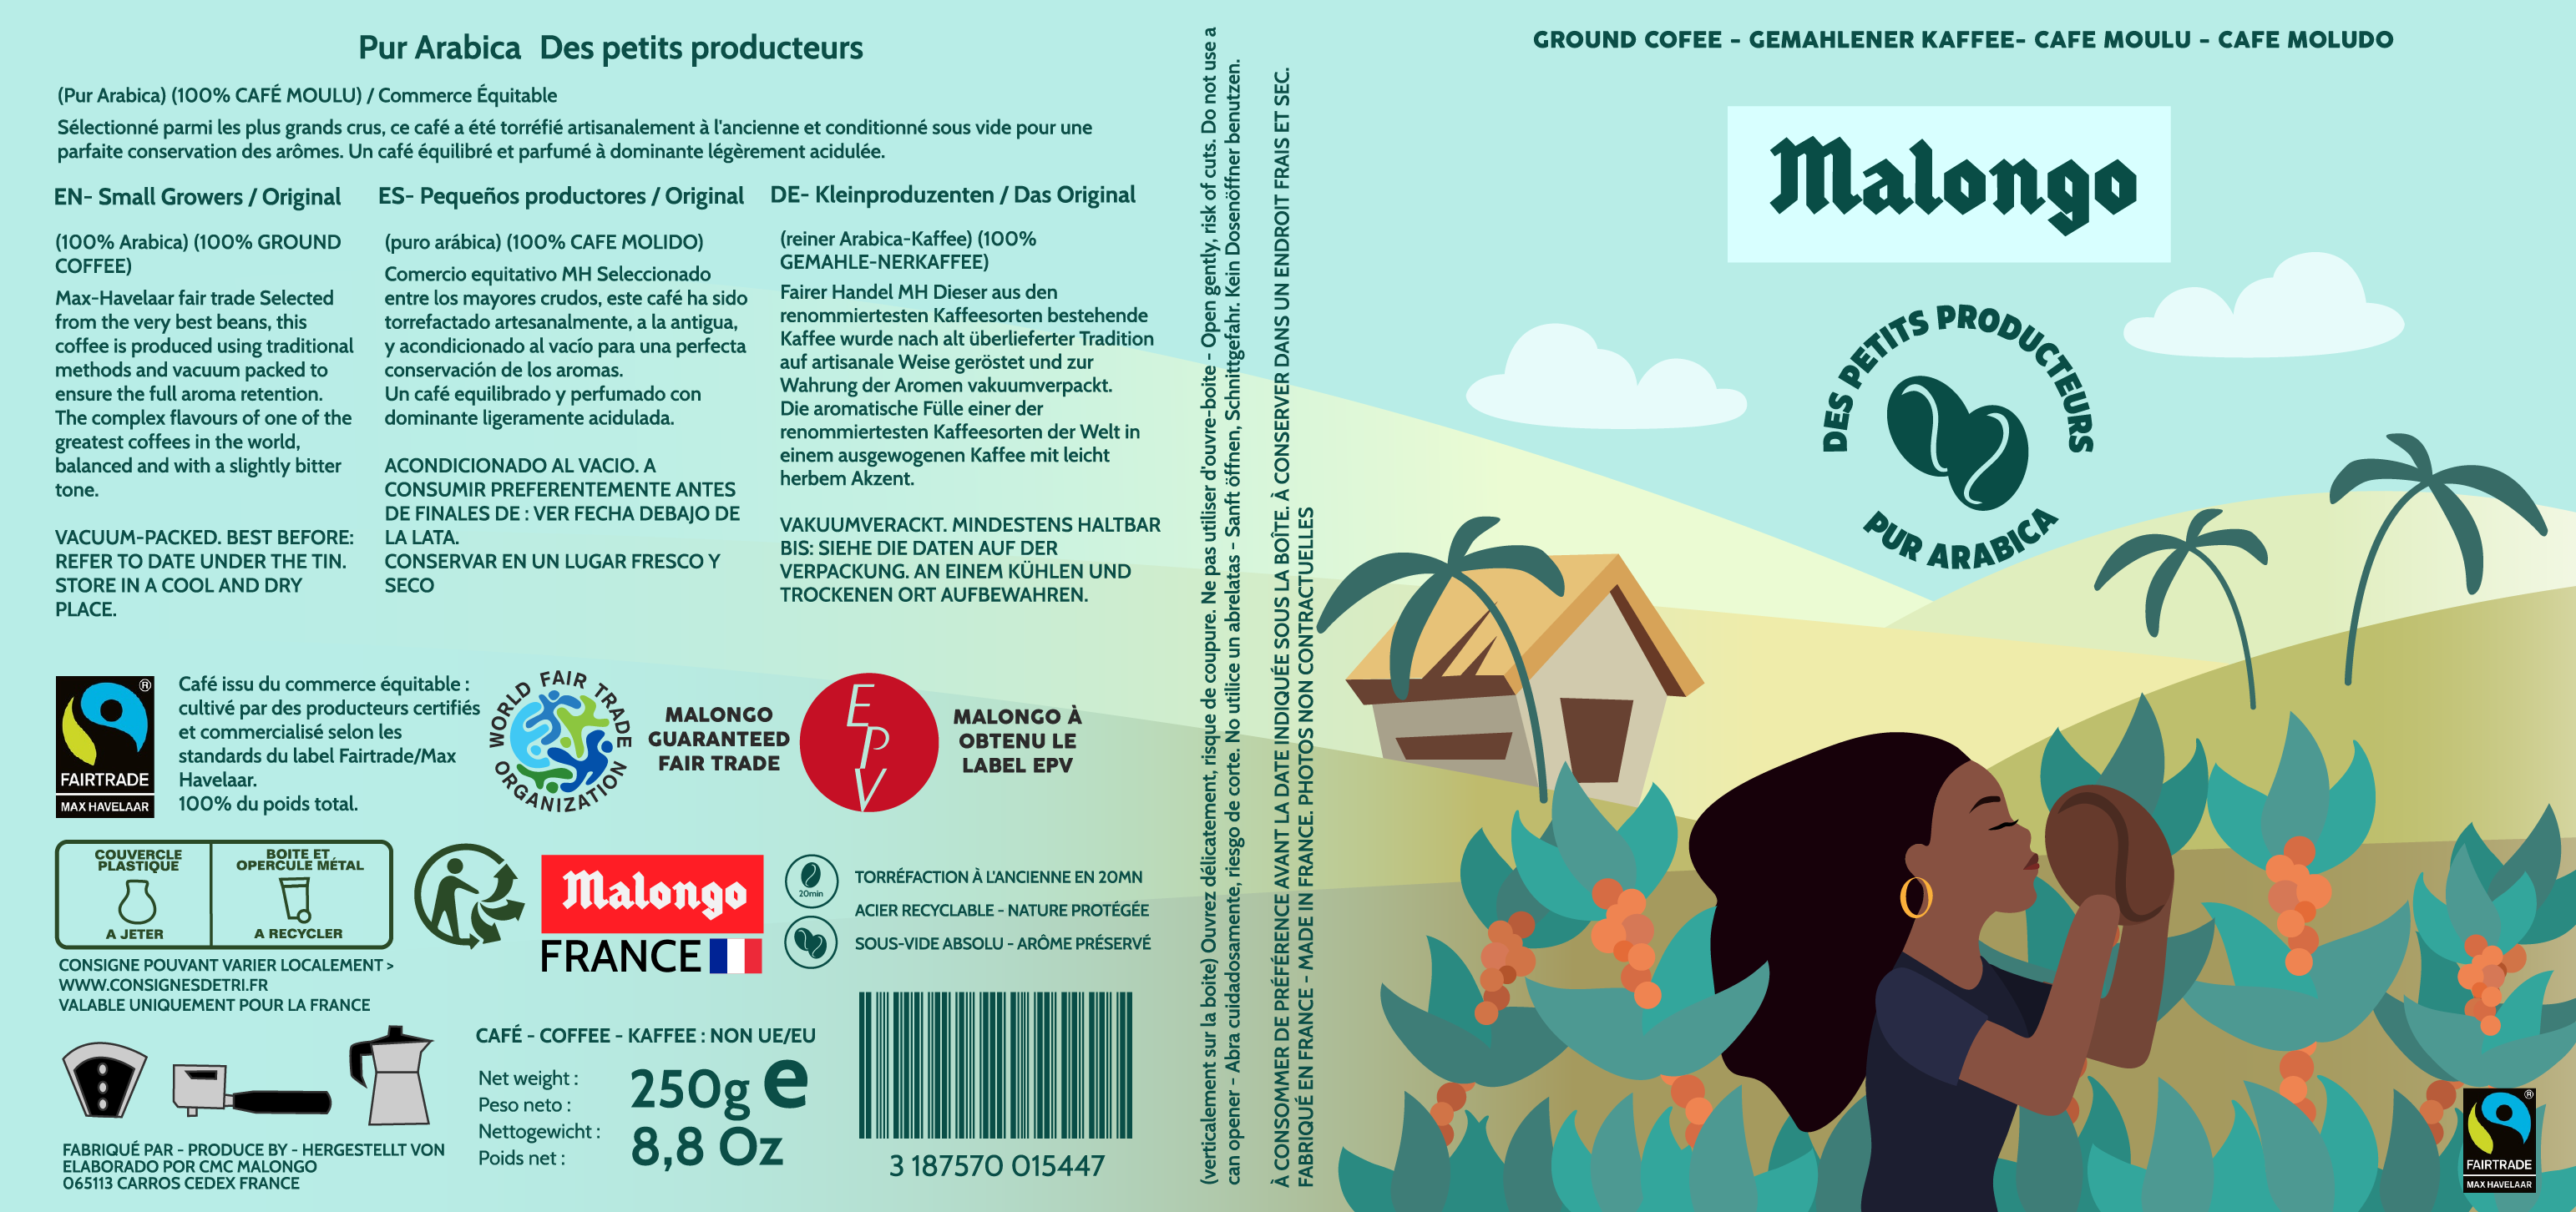 Pur Arabica  Des petits producteurs
(Pur Arabica) (100% CAFÉ MOULU) / Commerce Équitable
Sélectionné parmi les plus grands crus, ce café a été torréfié artisanalement à l'ancienne et conditionné sous vide pour une
parfaite conservation des arômes. Un café équilibré et parfumé à dominante légèrement acidulée.
EN- Small Growers / Original
(100% Arabica) (100% GROUND
COFFEE)
Max-Havelaar fair trade Selected
from the very best beans, this
coffee is produced using traditional
methods and vacuum packed to
ensure the full aroma retention.
The complex flavours of one of the
greatest coffees in the world,
balanced and with a slightly bitter
tone.
VACUUM-PACKED. BEST BEFORE:
REFER TO DATE UNDER THE TIN.
STORE IN A COOL AND DRY
PLACE.
ES- Pequeños productores / Original
(puro arábica) (100% CAFE MOLIDO)
Comercio equitativo MH Seleccionado
entre los mayores crudos, este café ha sido
torrefactado artesanalmente, a la antigua,
y acondicionado al vacío para una perfecta
conservación de los aromas.
Un café equilibrado y perfumado con
dominante ligeramente acidulada.
ACONDICIONADO AL VACIO. A
CONSUMIR PREFERENTEMENTE ANTES
DE FINALES DE : VER FECHA DEBAJO DE
LA LATA.
CONSERVAR EN UN LUGAR FRESCO Y
SECO
DE- Kleinproduzenten / Das Original
(reiner Arabica-Kaffee) (100%
GEMAHLE-NERKAFFEE)
Fairer Handel MH Dieser aus den
renommiertesten Kaffeesorten bestehende
Kaffee wurde nach alt überlieferter Tradition
auf artisanale Weise geröstet und zur
Wahrung der Aromen vakuumverpackt.
Die aromatische Fülle einer der
renommiertesten Kaffeesorten der Welt in
einem ausgewogenen Kaffee mit leicht
herbem Akzent.
VAKUUMVERACKT. MINDESTENS HALTBAR
BIS: SIEHE DIE DATEN AUF DER
VERPACKUNG. AN EINEM KÜHLEN UND
TROCKENEN ORT AUFBEWAHREN.
FAIRTRADE
MAX HAVELAAR
Café issu du commerce équitable :
cultivé par des producteurs certifiés
et commercialisé selon les
standards du label Fairtrade/Max
Havelaar.
100% du poids total.
WORLD FAIR TRADE
ORGANIZATION
MALONGO
GUARANTEED
FAIR TRADE
EPV
MALONGO À
OBTENU LE
LABEL EPV
COUVERCLE
PLASTIQUE
A JETER
BOITE ET
OPERCULE MÉTAL
A RECYCLER
CONSIGNE POUVANT VARIER LOCALEMENT >
WWW.CONSIGNESDETRI.FR
VALABLE UNIQUEMENT POUR LA FRANCE
Malongo
FRANCE
20min
TORRÉFACTION À L'ANCIENNE EN 20MN
ACIER RECYCLABLE - NATURE PROTÉGÉE
SOUS-VIDE ABSOLU - ARÔME PRÉSERVÉ
FABRIQUÉ PAR - PRODUCE BY - HERGESTELLT VON
ELABORADO POR CMC MALONGO
065113 CARROS CEDEX FRANCE
CAFÉ - COFFEE - KAFFEE : NON UE/EU
Net weight :
Peso neto :
Nettogewicht :
Poids net :
250g e
8,8 Oz
3 187570 015447
(verticalement sur la boite) Ouvrez délicatement, risque de coupure. Ne pas utiliser d'ouvre-boite - Open gently, risk of cuts. Do not use a
can opener - Abra cuidadosamente, riesgo de corte. No utilice un abrelatas - Sanft öffnen, Schnittgefahr. Kein Dosenöffner benutzen.
À CONSOMMER DE PRÉFÉRENCE AVANT LA DATE INDIQUÉE SOUS LA BOÎTE. À CONSERVER DANS UN ENDROIT FRAIS ET SEC.
FABRIQUÉ EN FRANCE - MADE IN FRANCE. PHOTOS NON CONTRACTUELLES
GROUND COFEE - GEMAHLENER KAFFEE- CAFE MOULU - CAFE MOLUDO
Malongo
DES PETITS PRODUCTEURS
PUR ARABICA
FAIRTRADE
MAX HAVELAAR